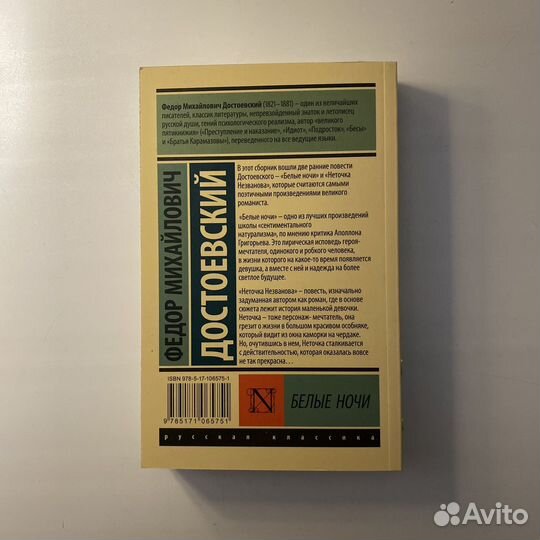 Федор Михайлович Достоевский (1821–1881) – один из величайших
писателей, классик литературы, непревзойденный знаток и летописец
русской души, гений психологического реализма, автор «великого
пятикнижия» («Преступление и наказание», «Идиот», «Подросток», «Бесы»
и «Братья Карамазовы»), переведенного на все ведущие языки.
ФЕДОР МИХАЙЛОВИЧ
ДОСТОЕВСКИЙ
В этот сборник вошли две ранние повести
Достоевского – «Белые ночи» и «Неточка
Незванова», которые считаются самыми
поэтичными произведениями великого
романиста.
«Белые ночи» – одно из лучших произведений
школы «сентиментального
натурализма», по мнению критика Аполлона
Григорьева. Это лирическая исповедь героя-
мечтателя, одинокого и робкого человека,
в жизни которого на какое-то время появляется
девушка, а вместе с ней и надежда на более
светлое будущее.
«Неточка Незванова» – повесть, изначально
задуманная автором как роман, где в основе
сюжета лежит история маленькой девочки.
Неточка – тоже персонаж- мечтатель, она
грезит о жизни в большом красивом особняке,
который видит из окна каморки на чердаке.
Но, очутившись в нем, Неточка сталкивается
с действительностью, которая оказалась вовсе
не так прекрасна…
ISBN 978-5-17-106575-1
9 785171 065751
N
БЕЛЫЕ НОЧИ
русская классика
Avito